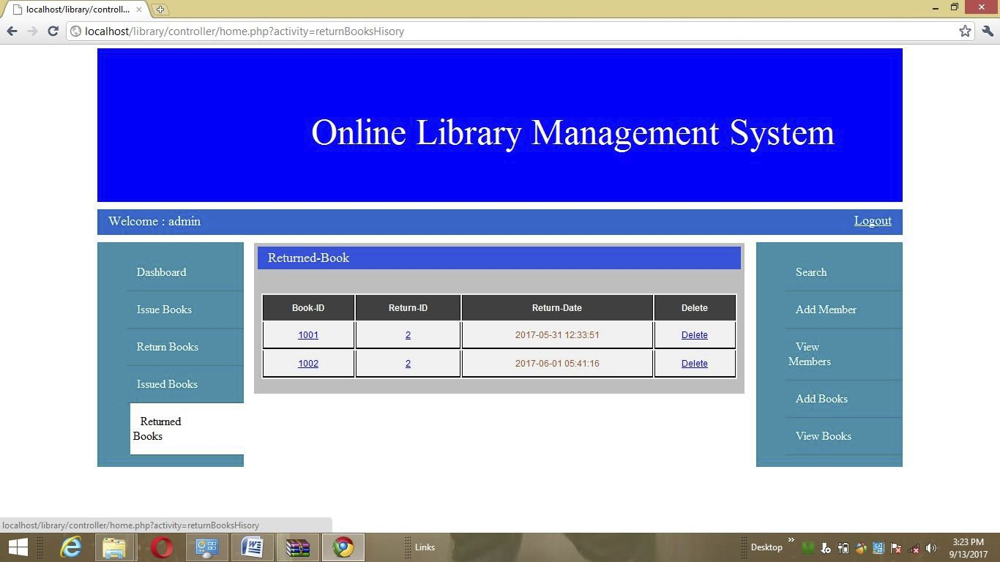 localhost/library/controll...
localhost/library/controller/home.php?activity=returnBooksHisory
Online Library Management System
Welcome : admin
Logout
Dashboard
Issue Books
Return Books
Issued Books
Returned
Books
Returned-Book
Book-ID Return-ID Return-Date Delete
1001 2 2017-05-31 12:33:51 Delete
1002 2 2017-06-01 05:41:16 Delete
Search
Add Member
View
Members
Add Books
View Books
localhost/library/controller/home.php?activity=returnBooksHisory
Links
Desktop
3:23 PM
9/13/2017